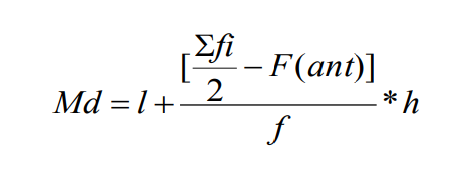 Md = l + [Σfi/2 − F(ant)]/f * h